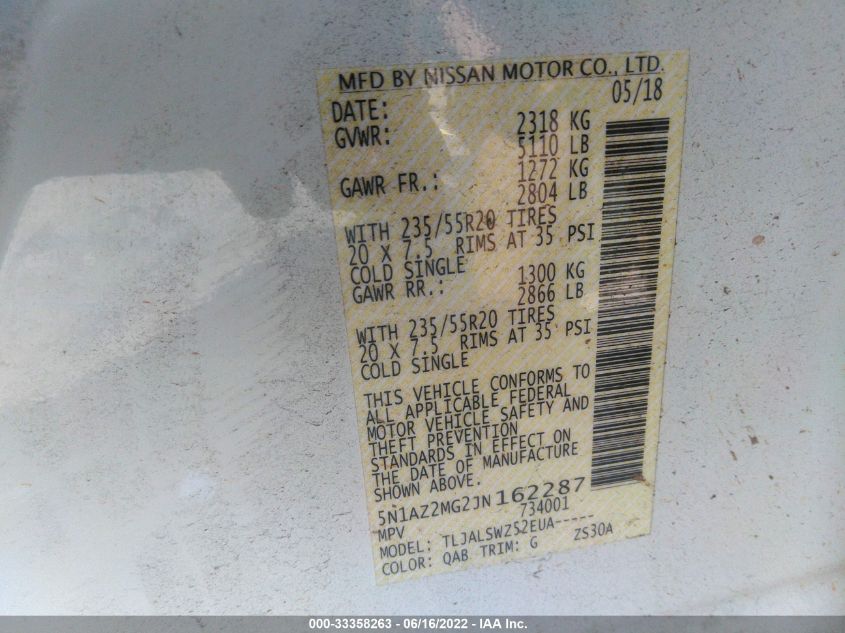 MFD BY NISSAN MOTOR CO., LTD.
DATE: 05/18
GVWR: 2318 KG
5110 LB
GAWR FR.: 1272 KG
2804 LB
WITH 235/55R20 TIRES
20 X 7.5 RIMS AT 35 PSI
COLD SINGLE
GAWR RR.: 1300 KG
2866 LB
WITH 235/55R20 TIRES
20 X 7.5 RIMS AT 35 PSI
COLD SINGLE
THIS VEHICLE CONFORMS TO
ALL APPLICABLE FEDERAL
MOTOR VEHICLE SAFETY AND
THEFT PREVENTION
STANDARDS IN EFFECT ON
THE DATE OF MANUFACTURE
SHOWN ABOVE.
5N1AZ2MG2JN162287
MPV 734001
MODEL: TLJALSWZ52EUA-----
COLOR: QAB TRIM: G ZS30A
000-33358263 - 06/16/2022 - IAA Inc.